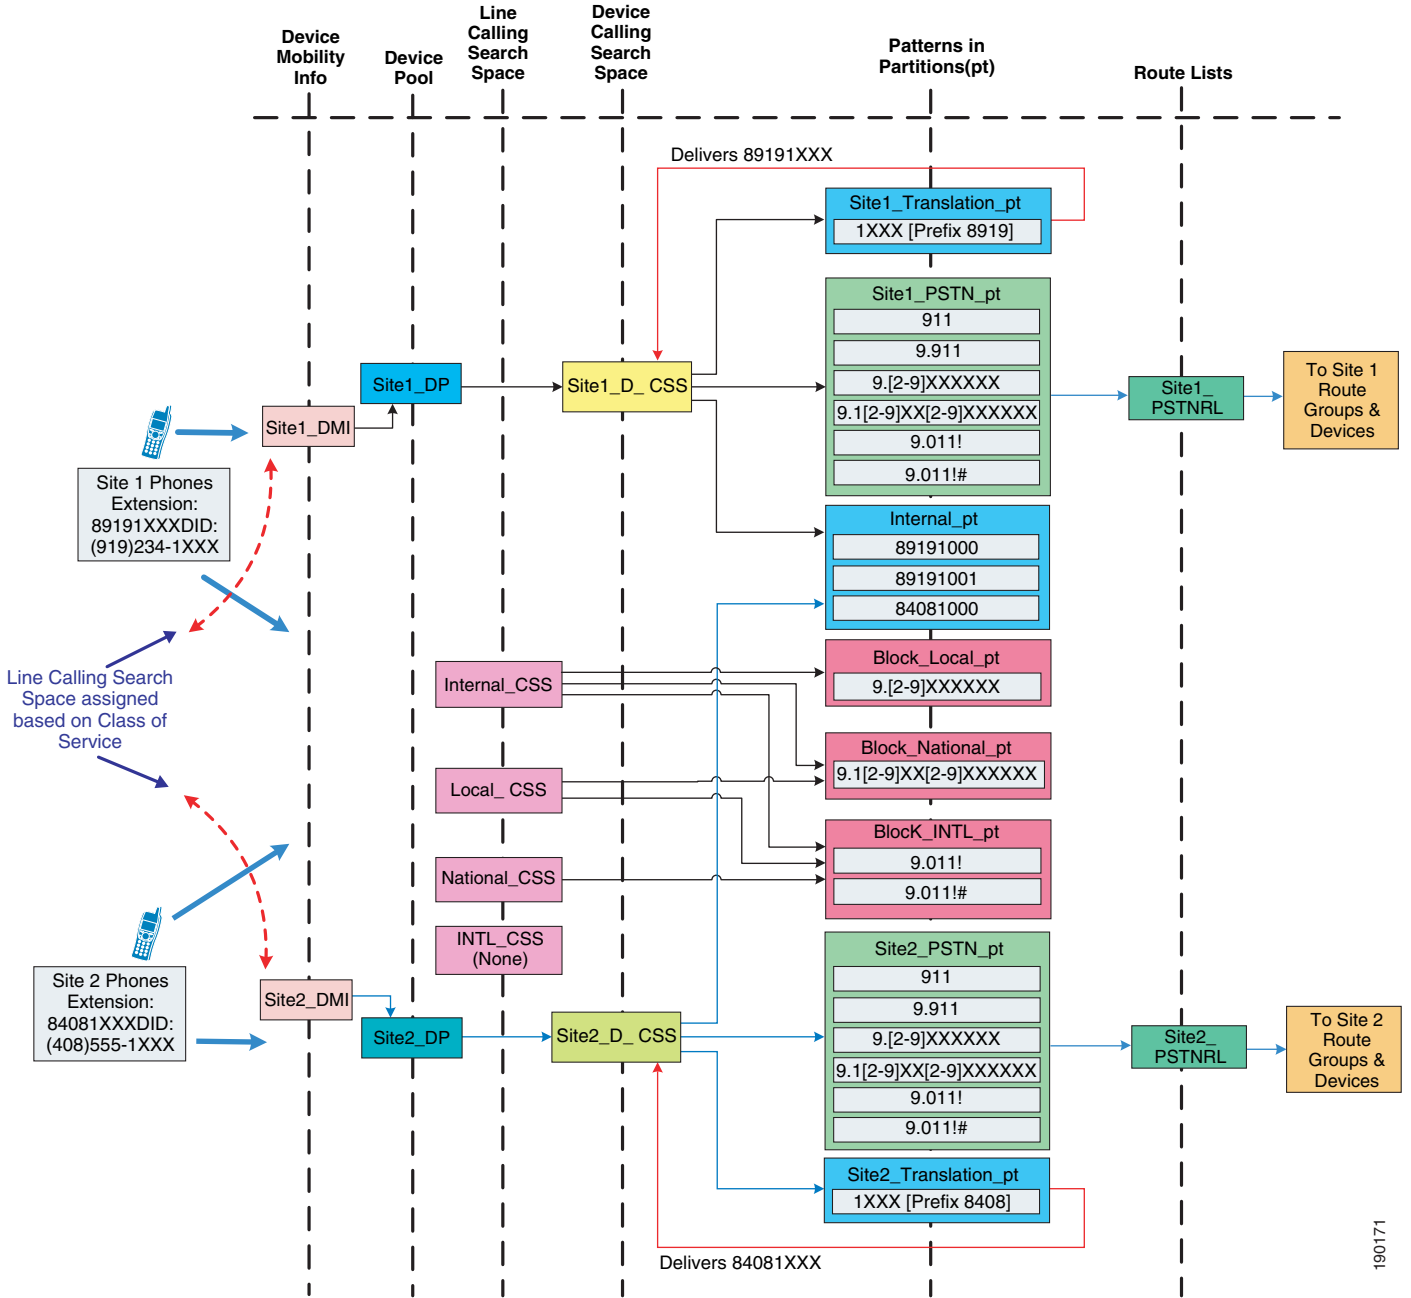 Device
Mobility
Info
Device
Pool
Line
Calling
Search
Space
Device
Calling
Search
Space
Patterns in
Partitions(pt)
Route Lists
Delivers 89191XXX
Site1_Translation_pt
1XXX [Prefix 8919]
Site1_PSTN_pt
911
9.911
9.[2-9]XXXXXX
9.1[2-9]XX[2-9]XXXXXX
9.011!
9.011!#
Site1_DP
Site1_D_ CSS
Site1_DMI
Site1_
PSTNRL
To Site 1
Route
Groups &
Devices
Site 1 Phones
Extension:
89191XXXDID:
(919)234-1XXX
Internal_pt
89191000
89191001
84081000
Line Calling Search
Space assigned
based on Class of
Service
Internal_CSS
Block_Local_pt
9.[2-9]XXXXXX
Block_National_pt
9.1[2-9]XX[2-9]XXXXXX
Local_ CSS
BlocK_INTL_pt
9.011!
9.011!#
National_CSS
INTL_CSS
(None)
Site2_PSTN_pt
911
9.911
9.[2-9]XXXXXX
9.1[2-9]XX[2-9]XXXXXX
9.011!
9.011!#
Site 2 Phones
Extension:
84081XXXDID:
(408)555-1XXX
Site2_DMI
Site2_DP
Site2_D_ CSS
Site2_
PSTNRL
To Site 2
Route
Groups &
Devices
Site2_Translation_pt
1XXX [Prefix 8408]
Delivers 84081XXX
190171